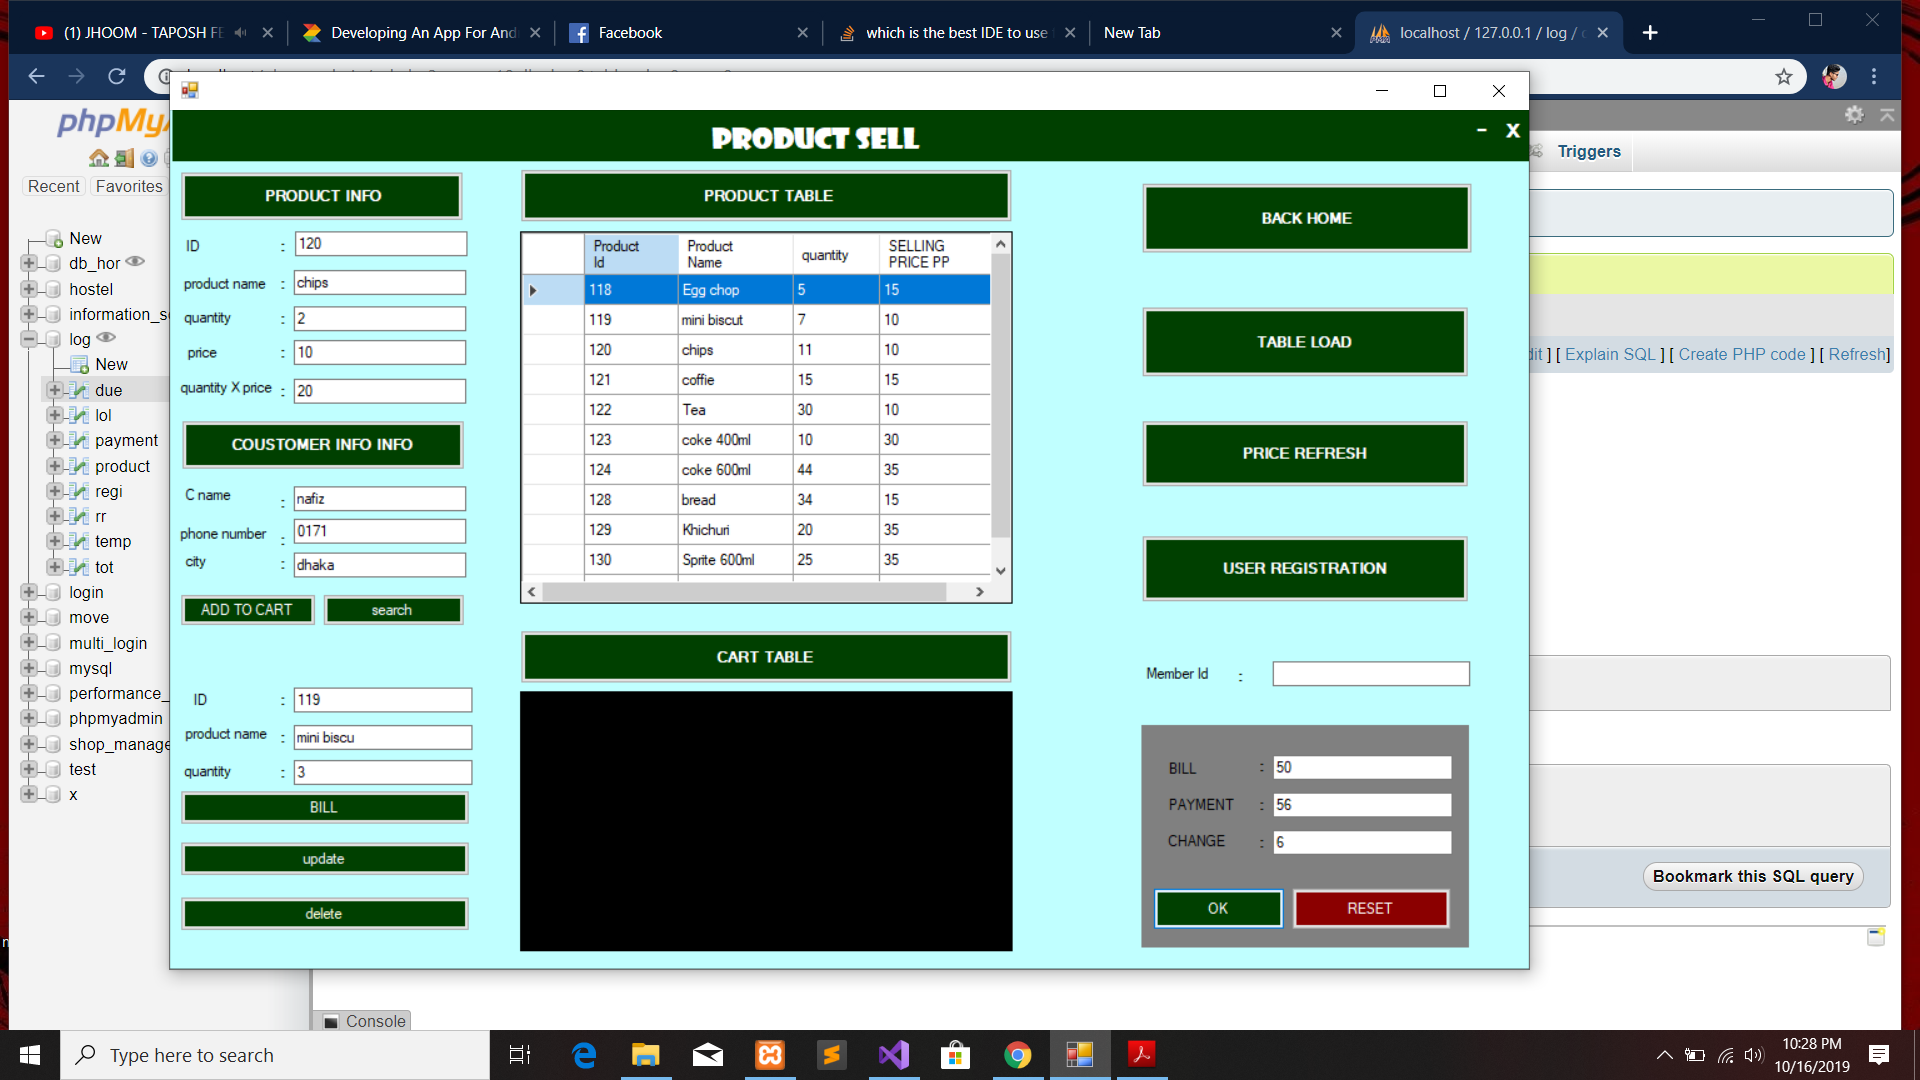 (1) JHOOM - TAPOSH FE
Developing An App For And
Facebook
which is the best IDE to use
New Tab
localhost / 127.0.0.1 / log /
phpMy
Recent
Favorites
New
db_hor
hostel
information_s
log
New
due
lol
payment
product
regi
rr
temp
tot
login
move
multi_login
mysql
performance_
phpmyadmin
shop_manage
test
x
PRODUCT SELL
- X
PRODUCT INFO
ID : 120
product name : chips
quantity : 2
price : 10
quantity X price : 20
COUSTOMER INFO INFO
C name : nafiz
phone number : 0171
city : dhaka
ADD TO CART
search
ID : 119
product name : mini biscu
quantity : 3
BILL
update
delete
PRODUCT TABLE
Product Id Product Name quantity SELLING PRICE PP
118 Egg chop 5 15
119 mini biscut 7 10
120 chips 11 10
121 coffie 15 15
122 Tea 30 10
123 coke 400ml 10 30
124 coke 600ml 44 35
128 bread 34 15
129 Khichuri 20 35
130 Sprite 600ml 25 35
CART TABLE
BACK HOME
TABLE LOAD
PRICE REFRESH
USER REGISTRATION
Member Id :
BILL : 50
PAYMENT : 56
CHANGE : 6
OK
RESET
Triggers
] [ Explain SQL ] [ Create PHP code ] [ Refresh]
Bookmark this SQL query
Console
Type here to search
10:28 PM
10/16/2019